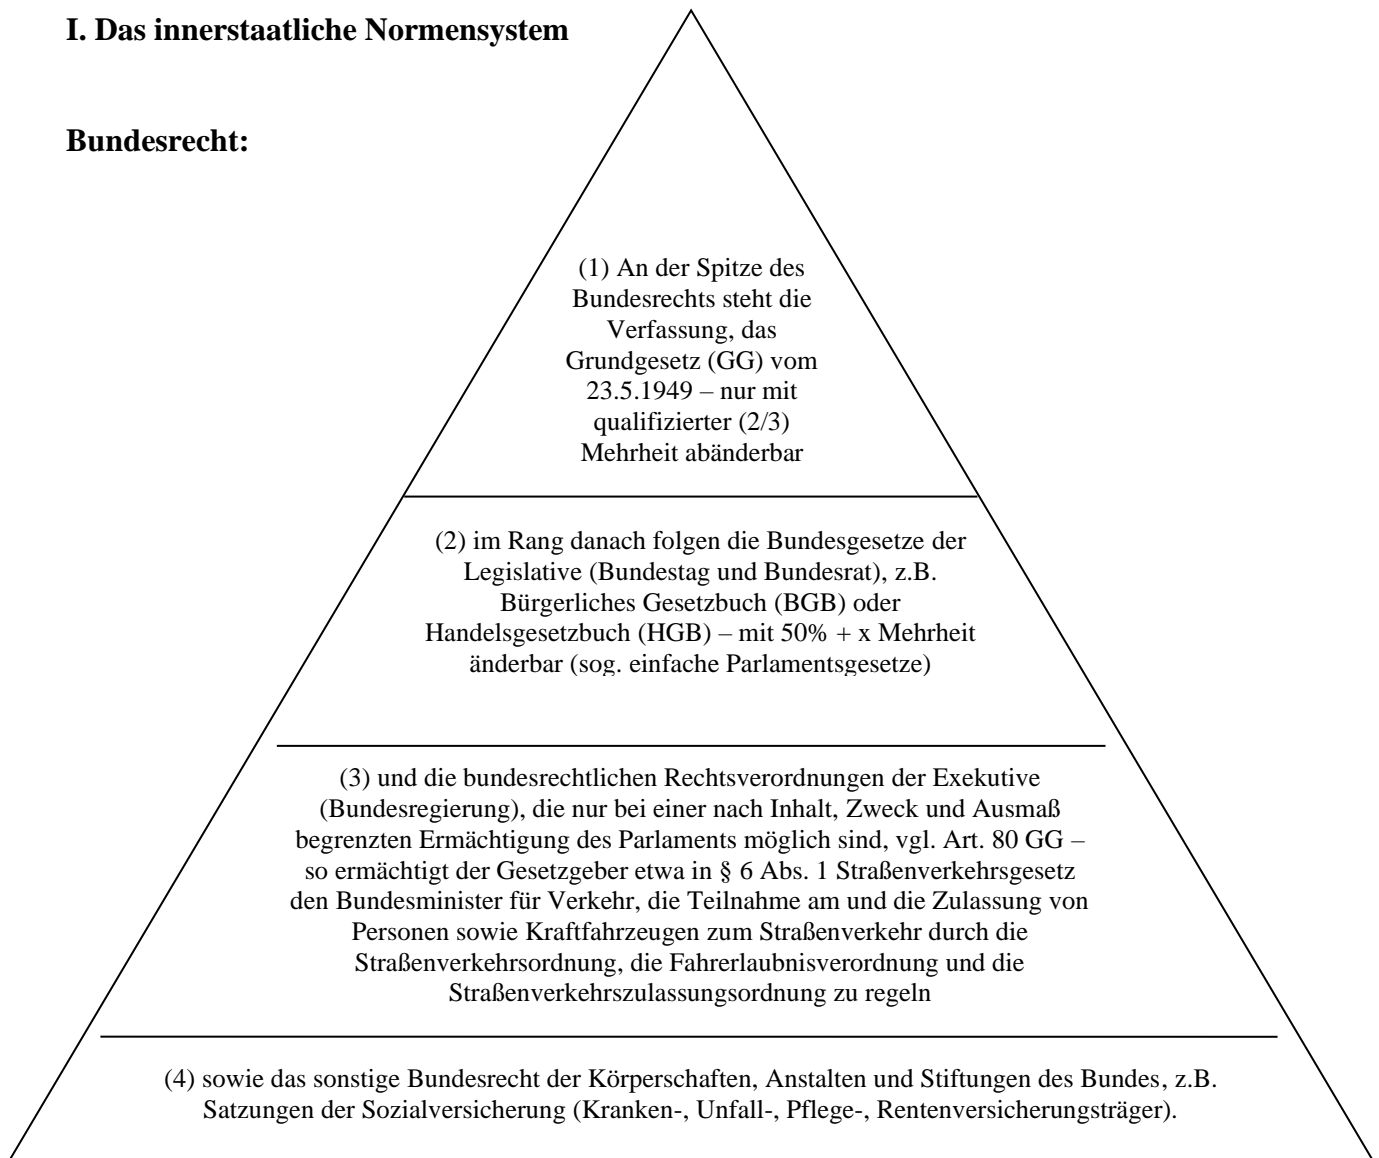 I. Das innerstaatliche Normensystem
Bundesrecht:
(1) An der Spitze des
Bundesrechts steht die
Verfassung, das
Grundgesetz (GG) vom
23.5.1949 – nur mit
qualifizierter (2/3)
Mehrheit abänderbar
(2) im Rang danach folgen die Bundesgesetze der
Legislative (Bundestag und Bundesrat), z.B.
Bürgerliches Gesetzbuch (BGB) oder
Handelsgesetzbuch (HGB) – mit 50% + x Mehrheit
änderbar (sog. einfache Parlamentsgesetze)
(3) und die bundesrechtlichen Rechtsverordnungen der Exekutive
(Bundesregierung), die nur bei einer nach Inhalt, Zweck und Ausmaß
begrenzten Ermächtigung des Parlaments möglich sind, vgl. Art. 80 GG –
so ermächtigt der Gesetzgeber etwa in § 6 Abs. 1 Straßenverkehrsgesetz
den Bundesminister für Verkehr, die Teilnahme am und die Zulassung von
Personen sowie Kraftfahrzeugen zum Straßenverkehr durch die
Straßenverkehrsordnung, die Fahrerlaubnisverordnung und die
Straßenverkehrszulassungsordnung zu regeln
(4) sowie das sonstige Bundesrecht der Körperschaften, Anstalten und Stiftungen des Bundes, z.B.
Satzungen der Sozialversicherung (Kranken-, Unfall-, Pflege-, Rentenversicherungsträger).